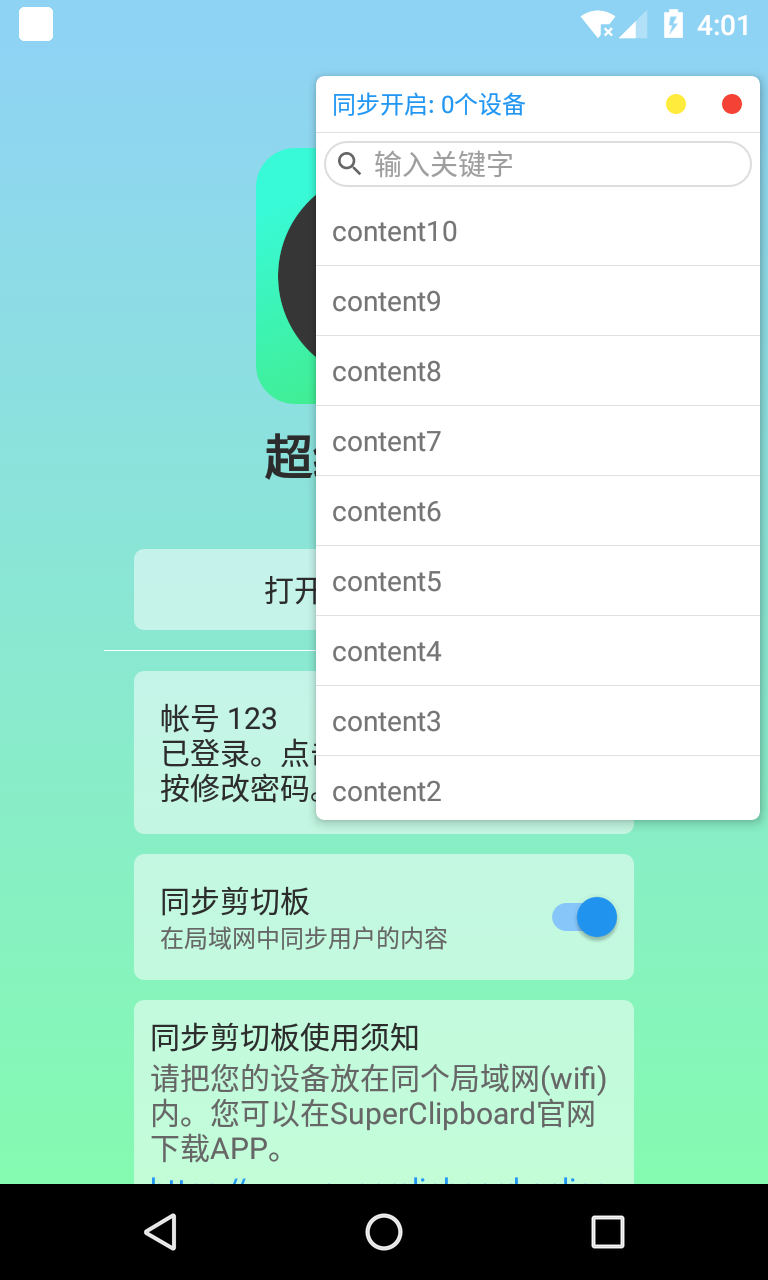 4:01
同步开启: 0个设备
输入关键字
content10
content9
content8
content7
content6
content5
content4
content3
content2
超
打开
帐号 123
已登录。点
按修改密码。
同步剪切板
在局域网中同步用户的内容
同步剪切板使用须知
请把您的设备放在同个局域网(wifi)
内。您可以在SuperClipboard官网
下载APP。